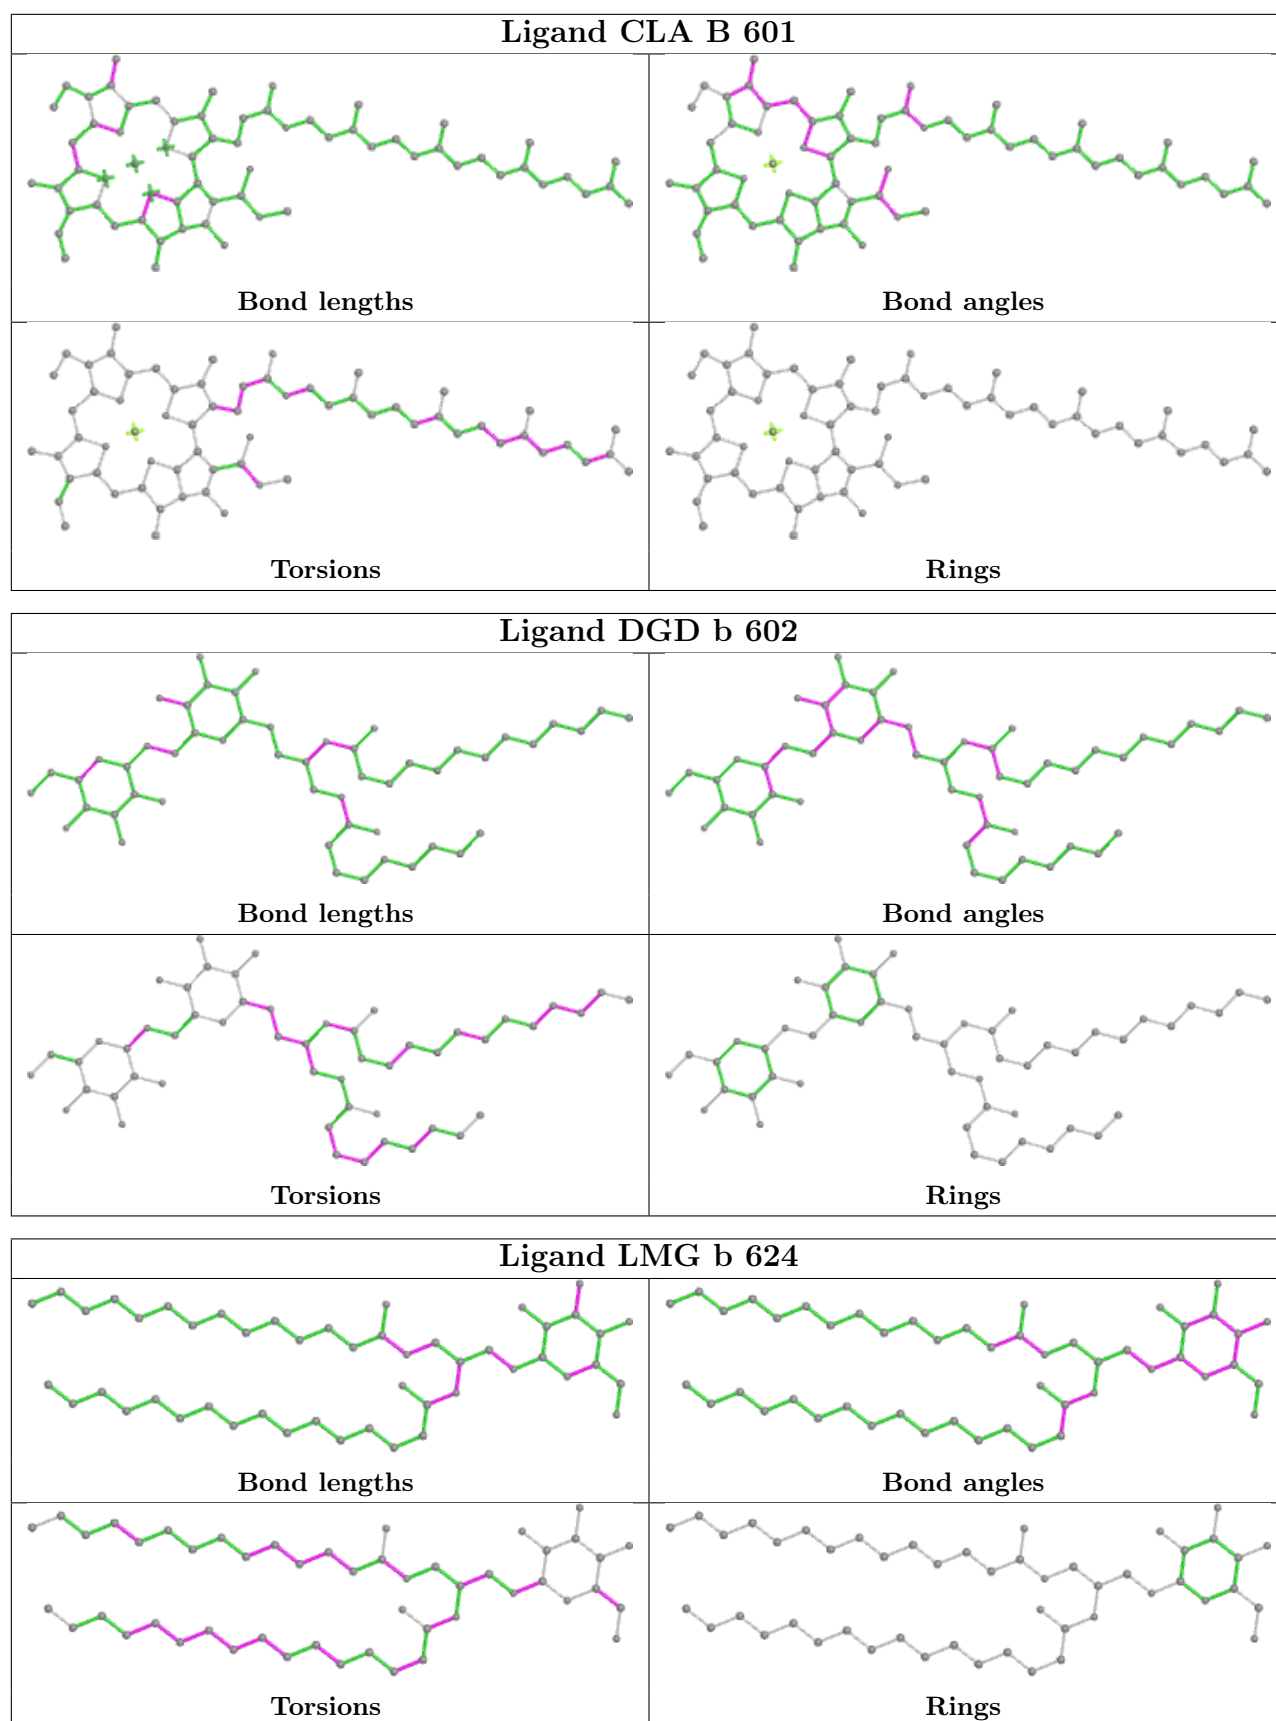 Ligand CLA B 601
Bond lengths
Bond angles
Torsions
Rings
Ligand DGD b 602
Bond lengths
Bond angles
Torsions
Rings
Ligand LMG b 624
Bond lengths
Bond angles
Torsions
Rings